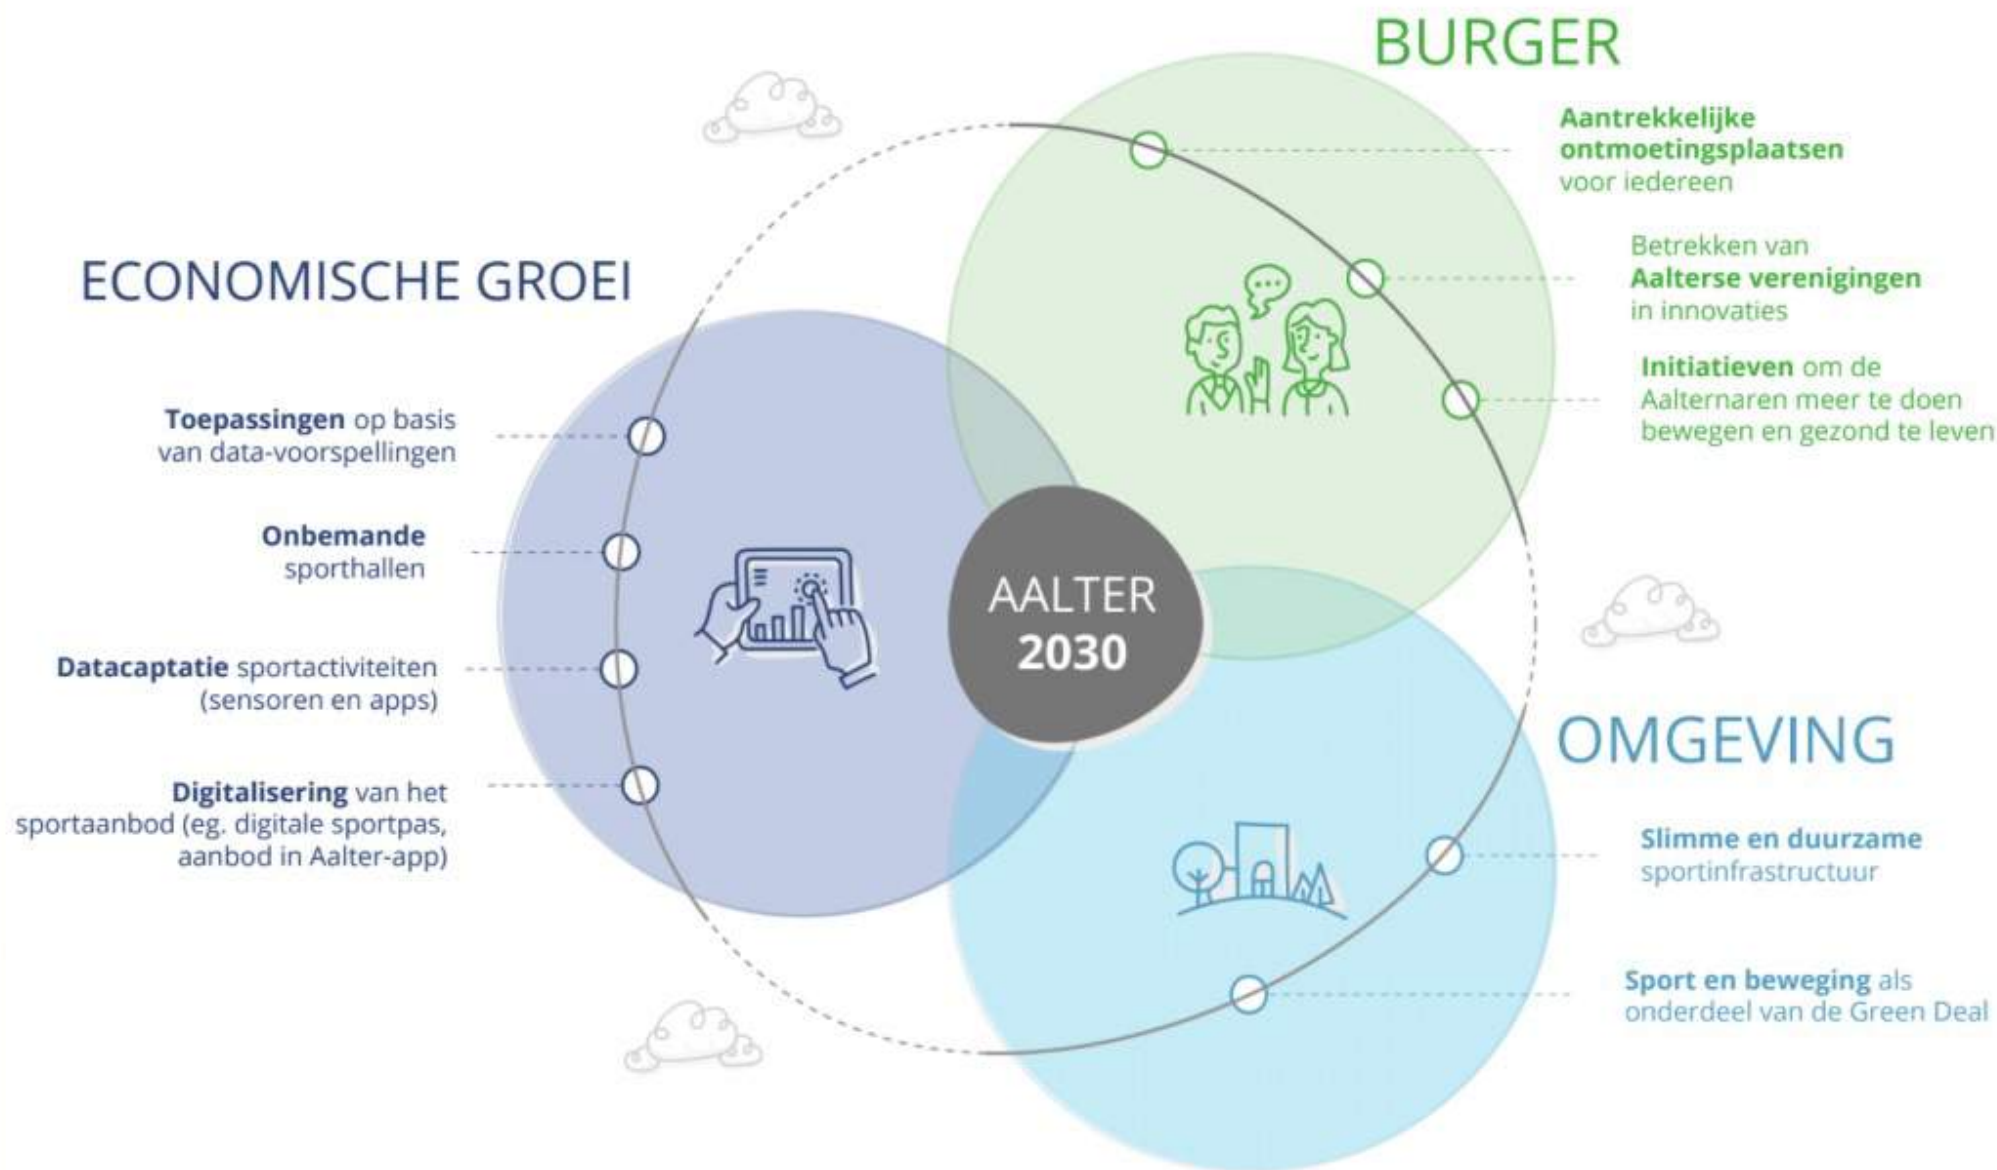 BURGER
Aantrekkelijke
ontmoetingsplaatsen
voor iedereen
Betrekken van
Aalterse verenigingen
in innovaties
Initiatieven om de
Aalternaren meer te doen
bewegen en gezond te leven
ECONOMISCHE GROEI
Toepassingen op basis
van data-voorspellingen
Onbemande
sporthallen
Datacaptatie sportactiviteiten
(sensoren en apps)
Digitalisering van het
sportaanbod (eg. digitale sportpas,
aanbod in Aalter-app)
AALTER
2030
OMGEVING
Slimme en duurzame
sportinfrastructuur
Sport en beweging als
onderdeel van de Green Deal